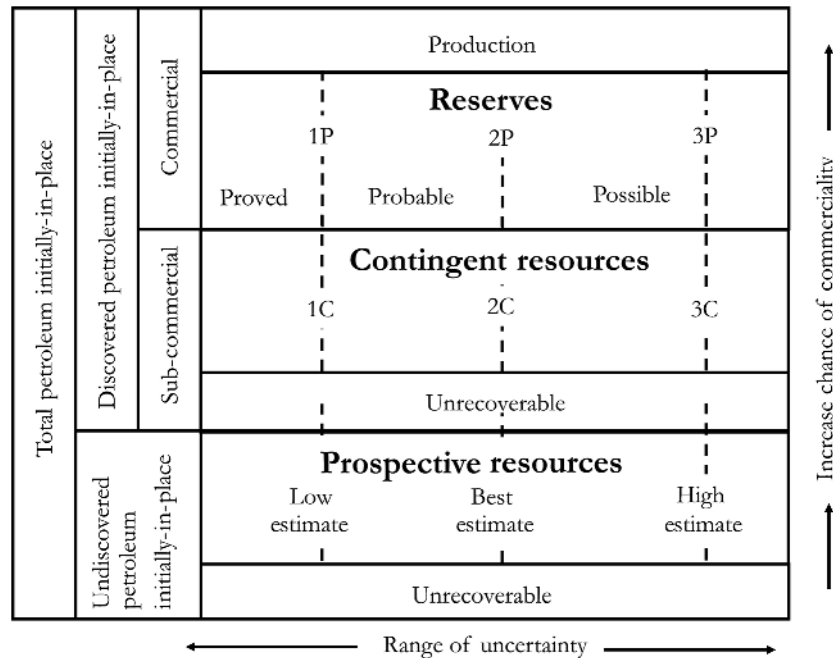 Total petroleum initially-in-place
Discovered petroleum initially-in-place
Commercial
Production
Reserves
1P 2P 3P
Proved Probable Possible
Sub-commercial
Contingent resources
1C 2C 3C
Unrecoverable
Undiscovered
petroleum
initially-in-place
Prospective resources
Low
estimate
Best
estimate
High
estimate
Unrecoverable
Range of uncertainty
Increase chance of commerciality